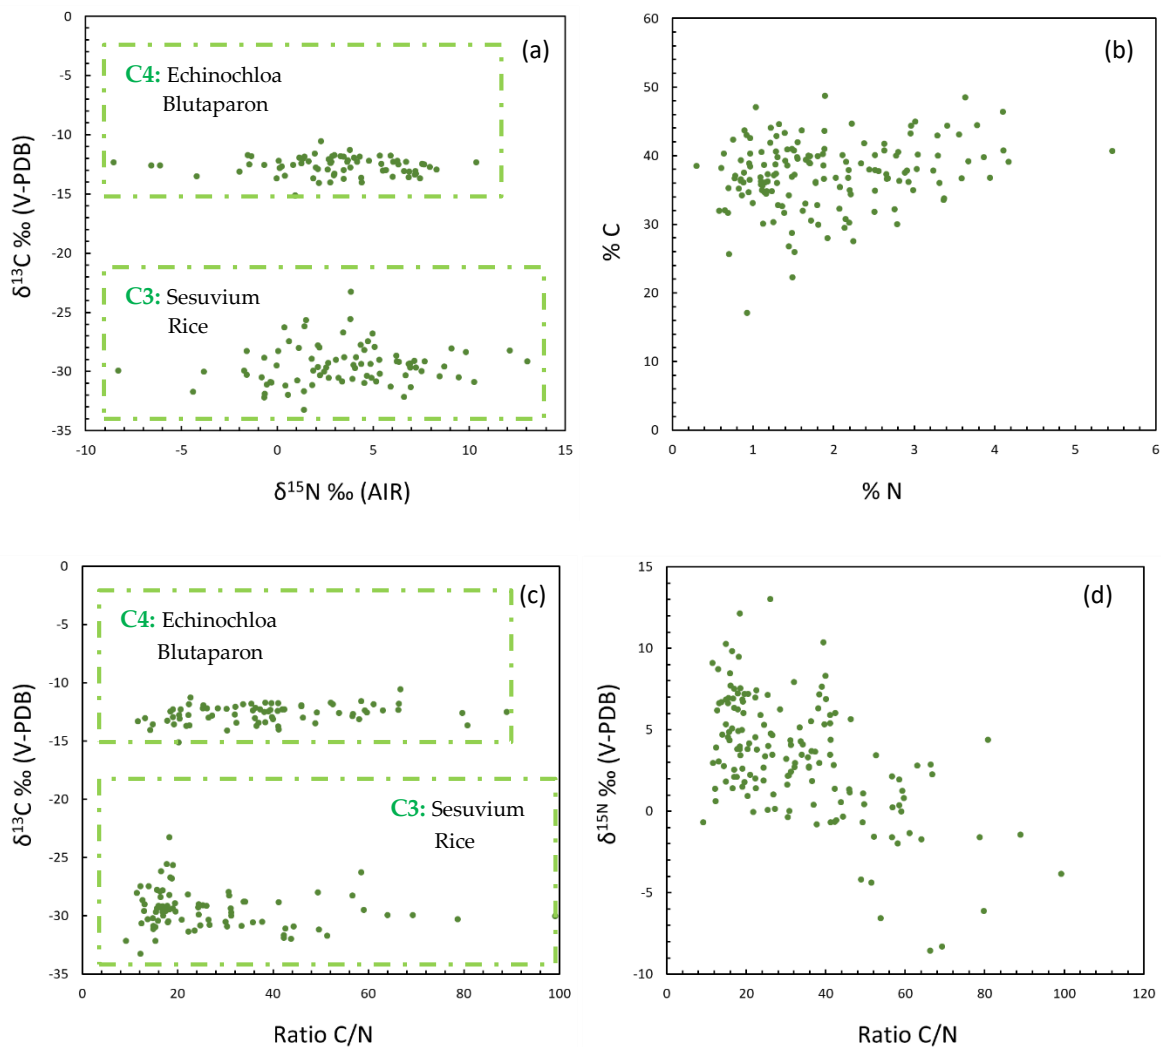 (a)
0
-5
-10
-15
-20
-25
-30
-35
C4: Echinochloa
Blutaparon
C3: Sesuvium
Rice
-10
-5
0
5
10
15
δ¹³C ‰ (V-PDB)
δ¹⁵N ‰ (AIR)
(b)
60
50
40
30
20
10
0
0
1
2
3
4
5
6
% C
% N
(c)
0
-5
-10
-15
-20
-25
-30
-35
C4: Echinochloa
Blutaparon
C3: Sesuvium
Rice
0
20
40
60
80
100
δ¹³C ‰ (V-PDB)
Ratio C/N
(d)
15
10
5
0
-5
-10
0
20
40
60
80
100
120
δ¹⁵N ‰ (V-PDB)
Ratio C/N